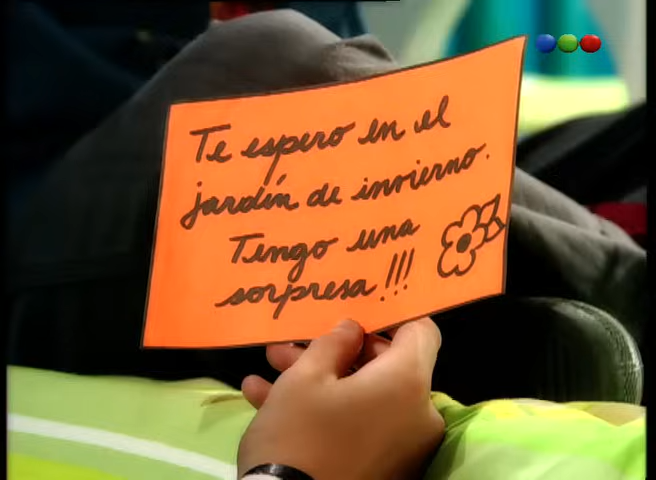 Te espero en el
jardín de invierno.
Tengo una
sorpresa!!!